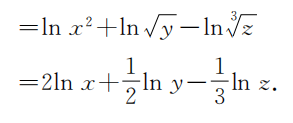 =ln x²+ln√y−ln∛z
=2ln x+1/2 ln y−1/3 ln z.